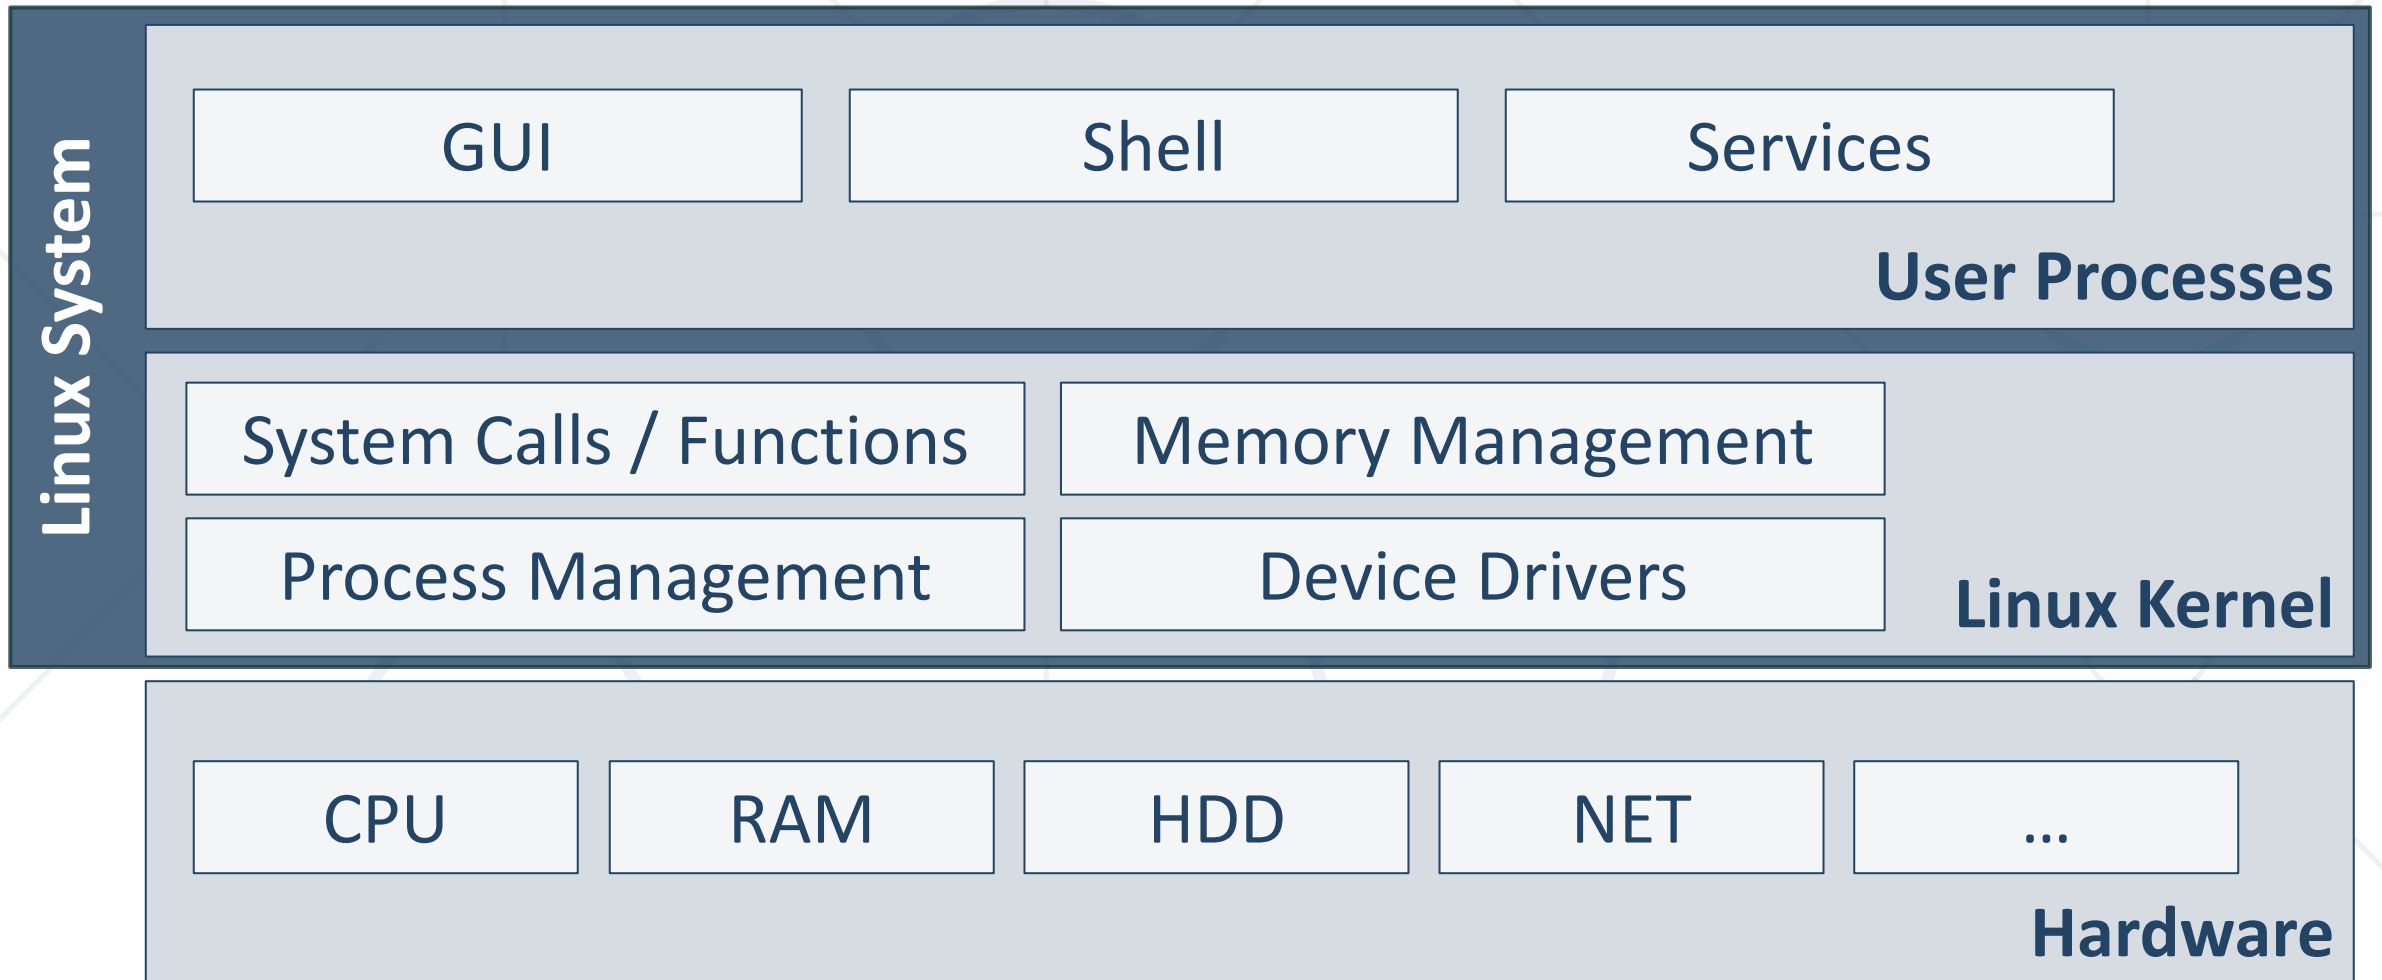 Linux System
GUI
Shell
Services
User Processes
System Calls / Functions
Memory Management
Process Management
Device Drivers
Linux Kernel
CPU
RAM
HDD
NET
...
Hardware